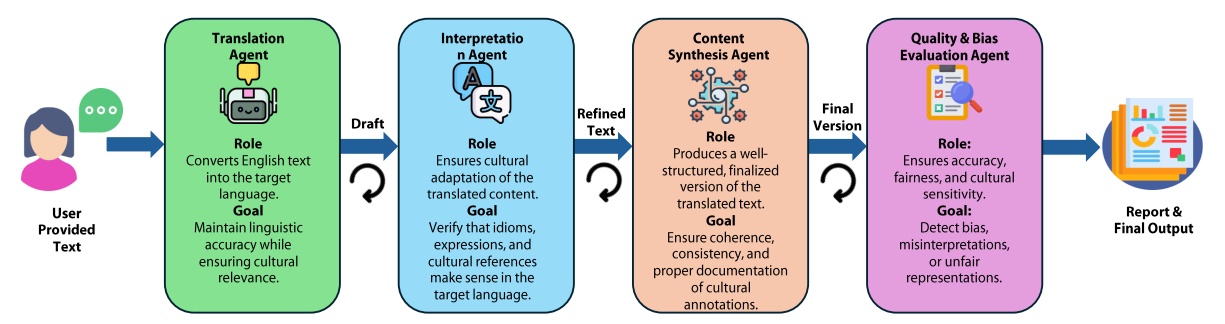 User
Provided
Text
Translation
Agent
Role
Converts English text
into the target
language.
Goal
Maintain linguistic
accuracy while
ensuring cultural
relevance.
Draft
Interpretatio
n Agent
A
文
Role
Ensures cultural
adaptation of the
translated content.
Goal
Verify that idioms,
expressions, and
cultural references
make sense in the
target language.
Refined
Text
Content
Synthesis Agent
Role
Produces a well-
structured, finalized
version of the
translated text.
Goal
Ensure coherence,
consistency, and
proper documentation
of cultural
annotations.
Final
Version
Quality & Bias
Evaluation Agent
Role:
Ensures accuracy,
fairness, and cultural
sensitivity.
Goal:
Detect bias,
misinterpretations,
or unfair
representations.
Report &
Final Output